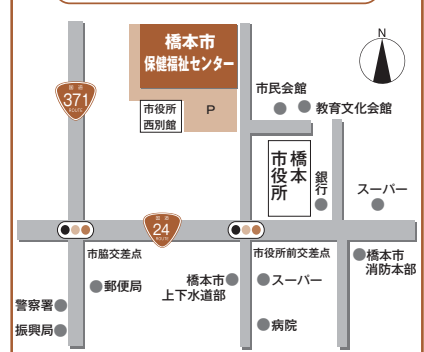 橋本市
保健福祉センター
N
国道
371
ROUTE
市役所
西別館
P
市民会館
教育文化会館
橋本
市役所
銀行
スーパー
国道
24
ROUTE
市脇交差点
市役所前交差点
橋本市
消防本部
郵便局
橋本市
上下水道部
スーパー
警察署
振興局
病院